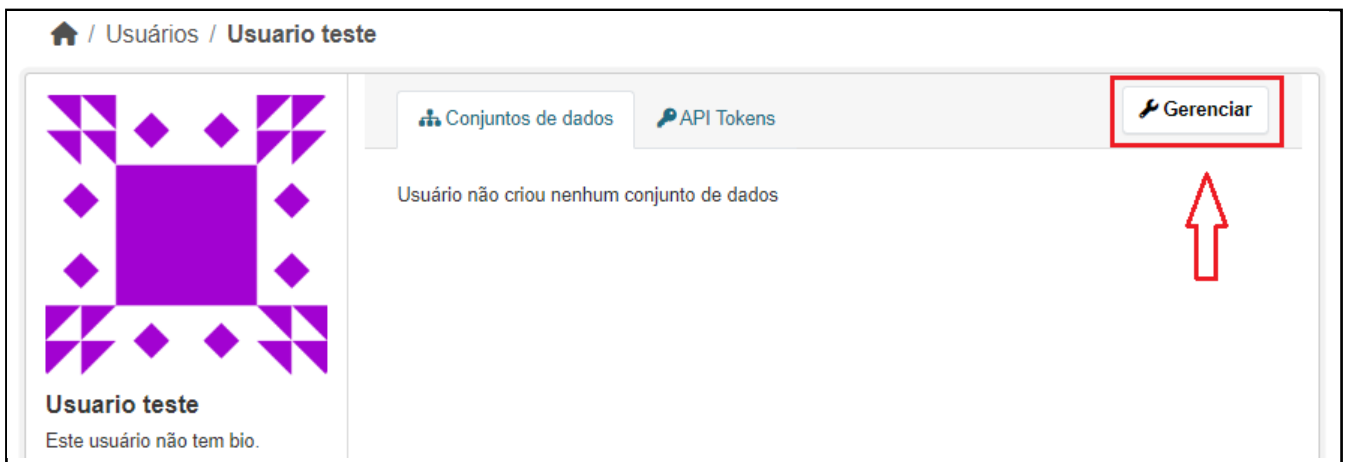 / Usuários / Usuario teste
Conjuntos de dados
API Tokens
Gerenciar
Usuário não criou nenhum conjunto de dados
Usuario teste
Este usuário não tem bio.